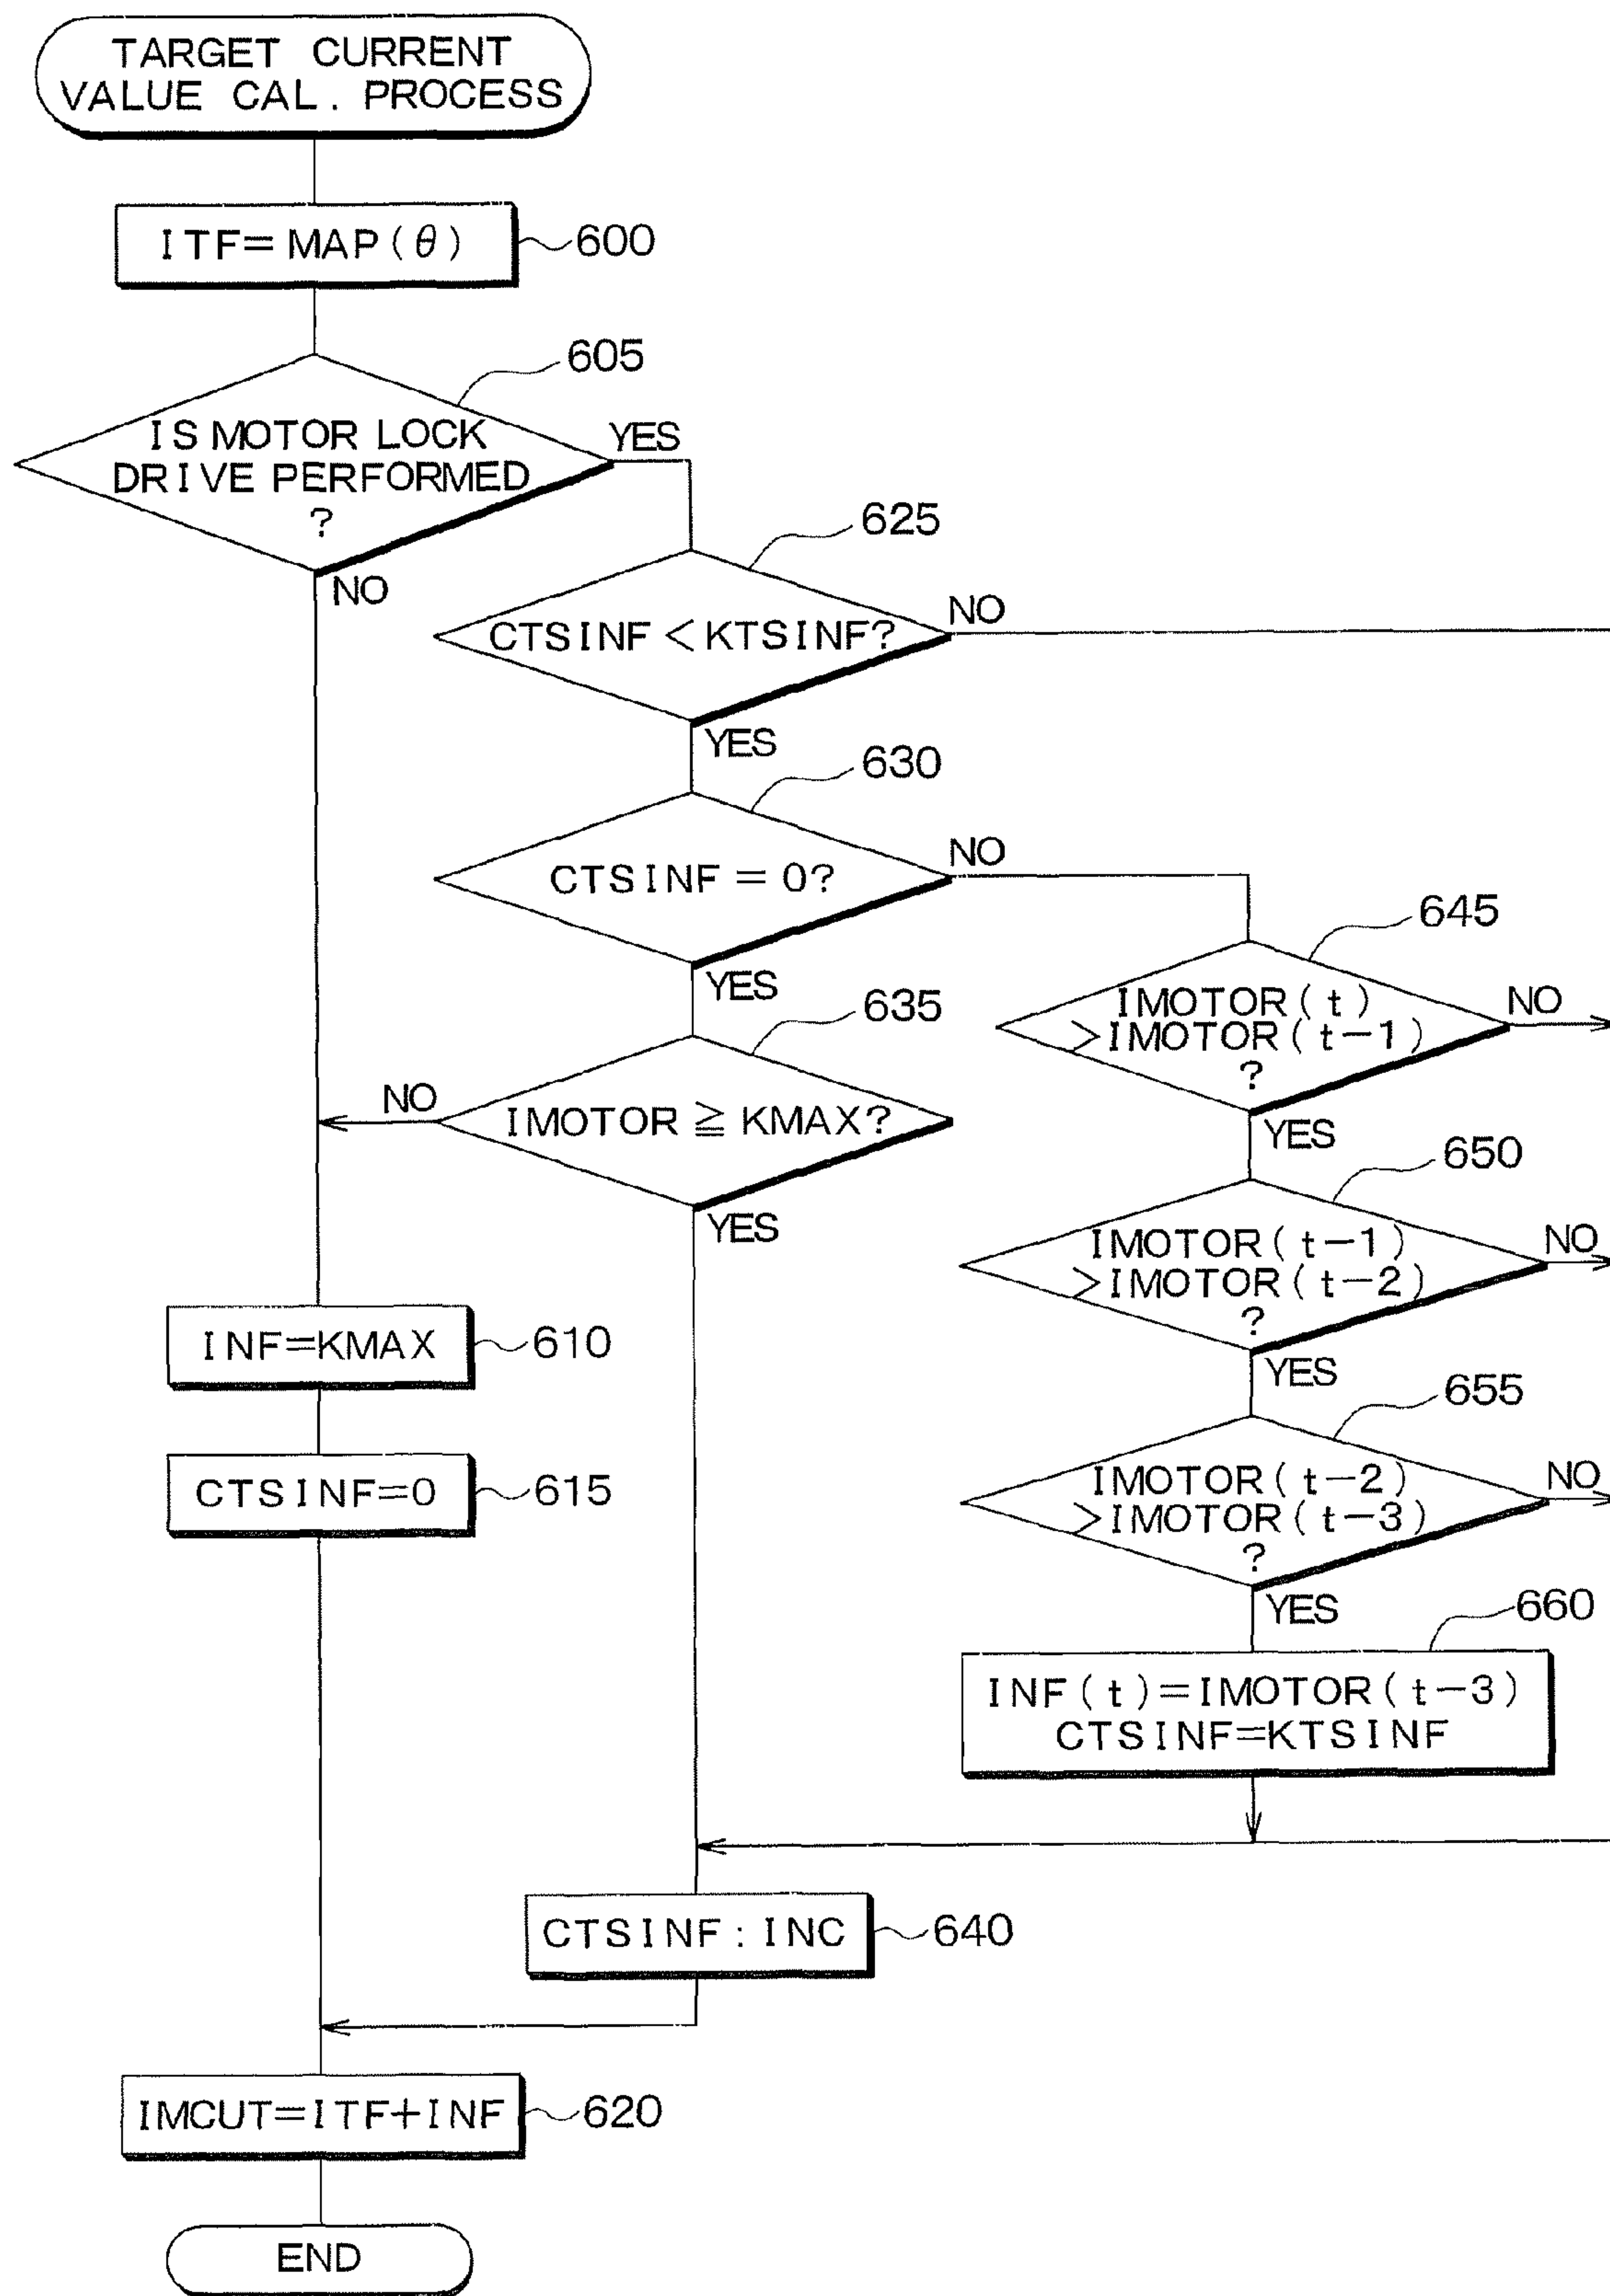 TARGET CURRENT
VALUE CAL. PROCESS
ITF=MAP(θ)
600
605
IS MOTOR LOCK
DRIVE PERFORMED
?
YES
NO
625
CTSINF<KTSINF?
NO
YES
630
CTSINF=0?
NO
YES
645
IMOTOR(t)
>IMOTOR(t-1)
?
NO
YES
635
IMOTOR≧KMAX?
NO
YES
650
IMOTOR(t-1)
>IMOTOR(t-2)
?
NO
YES
INF=KMAX
610
655
IMOTOR(t-2)
>IMOTOR(t-3)
?
NO
YES
CTSINF=0
615
660
INF(t)=IMOTOR(t-3)
CTSINF=KTSINF
CTSINF:INC
640
IMCUT=ITF+INF
620
END